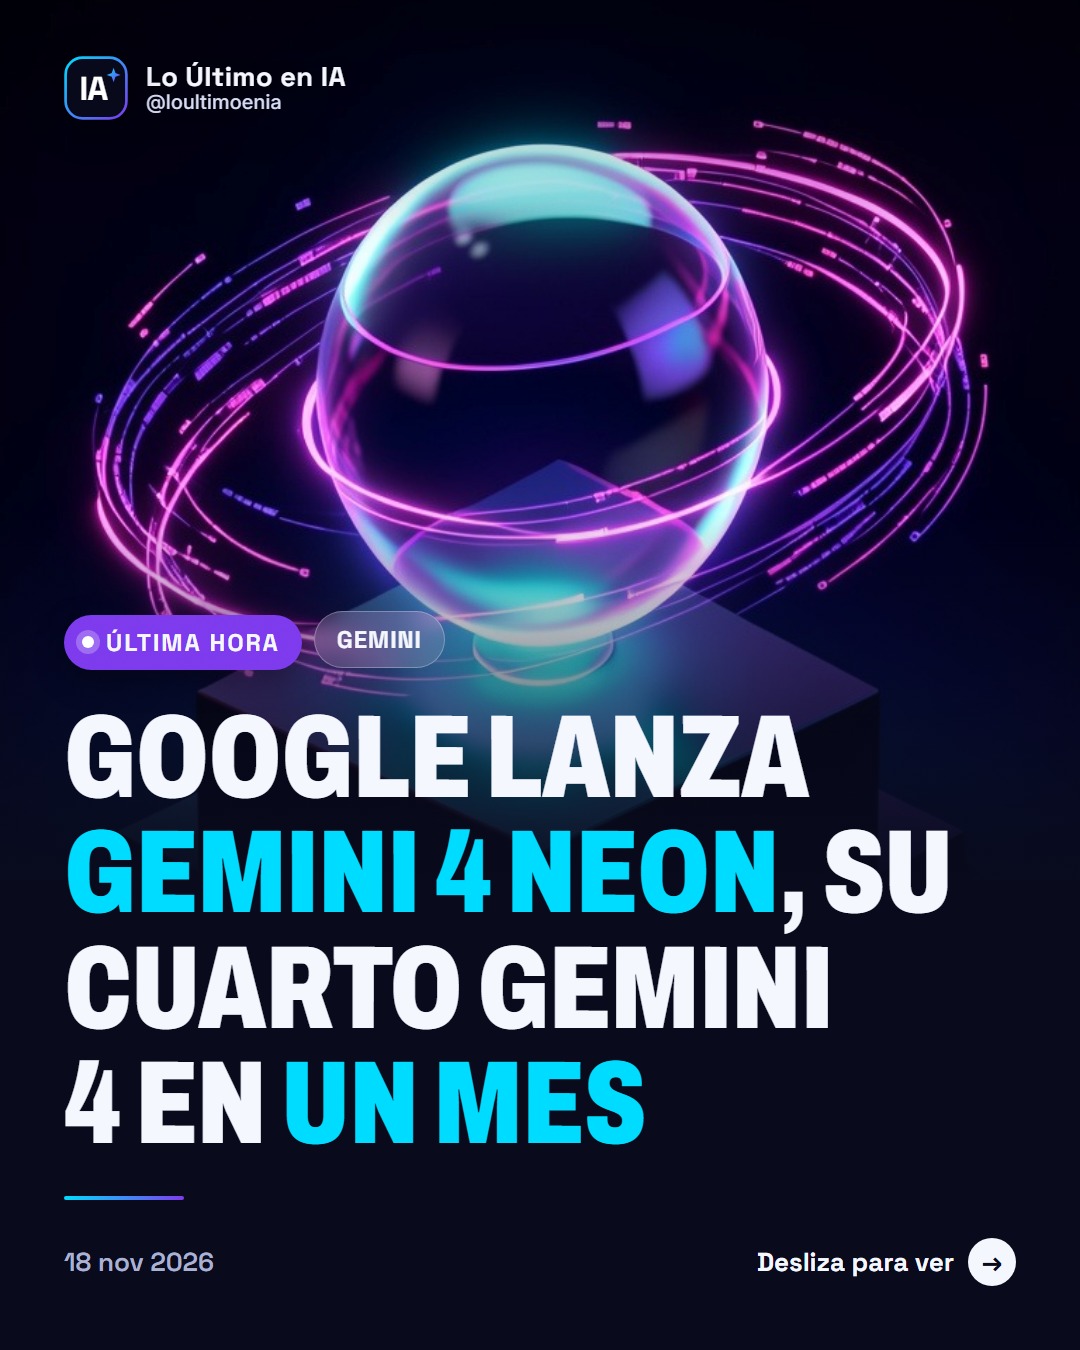 IA
Lo Último en IA
@loultimoenia
ÚLTIMA HORA
GEMINI
GOOGLE LANZA
GEMINI 4 NEON, SU
CUARTO GEMINI
4 EN UN MES
18 nov 2026
Desliza para ver →